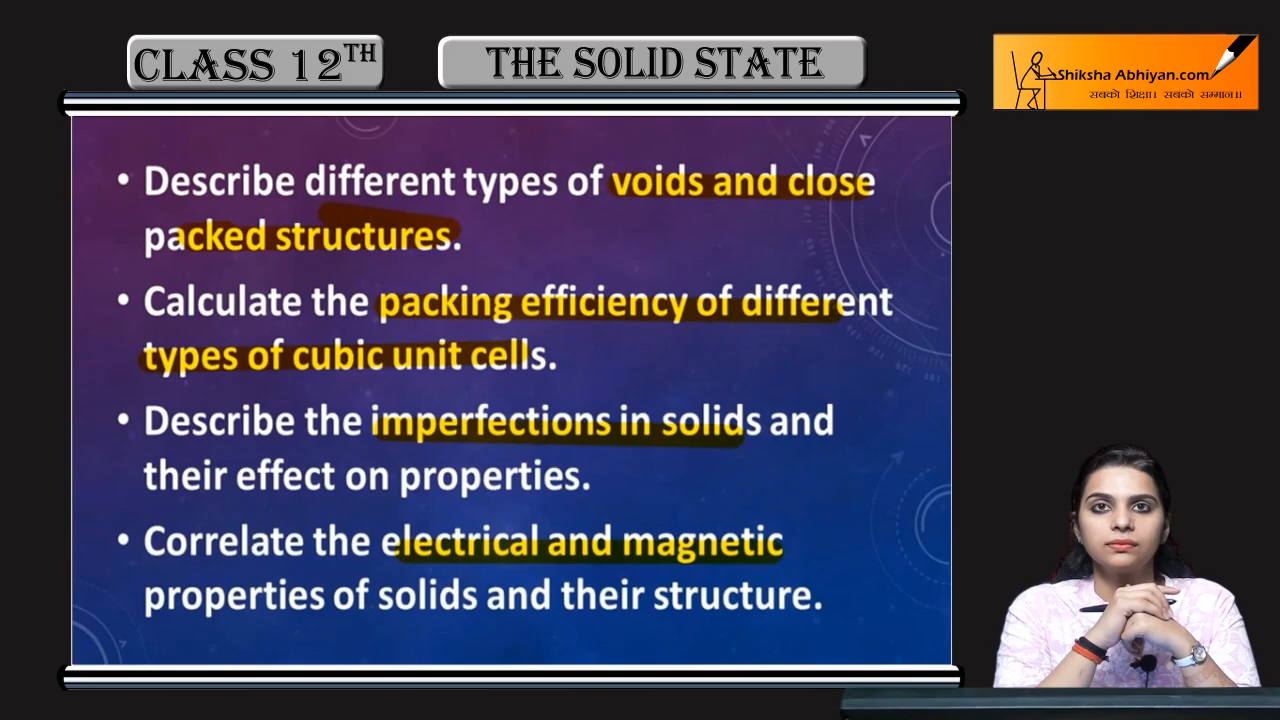 CLASS 12TH
THE SOLID STATE
Shiksha Abhiyan.com
सबको शिक्षा। सबको सम्मान॥
• Describe different types of voids and close
packed structures.
• Calculate the packing efficiency of different
types of cubic unit cells.
• Describe the imperfections in solids and
their effect on properties.
• Correlate the electrical and magnetic
properties of solids and their structure.